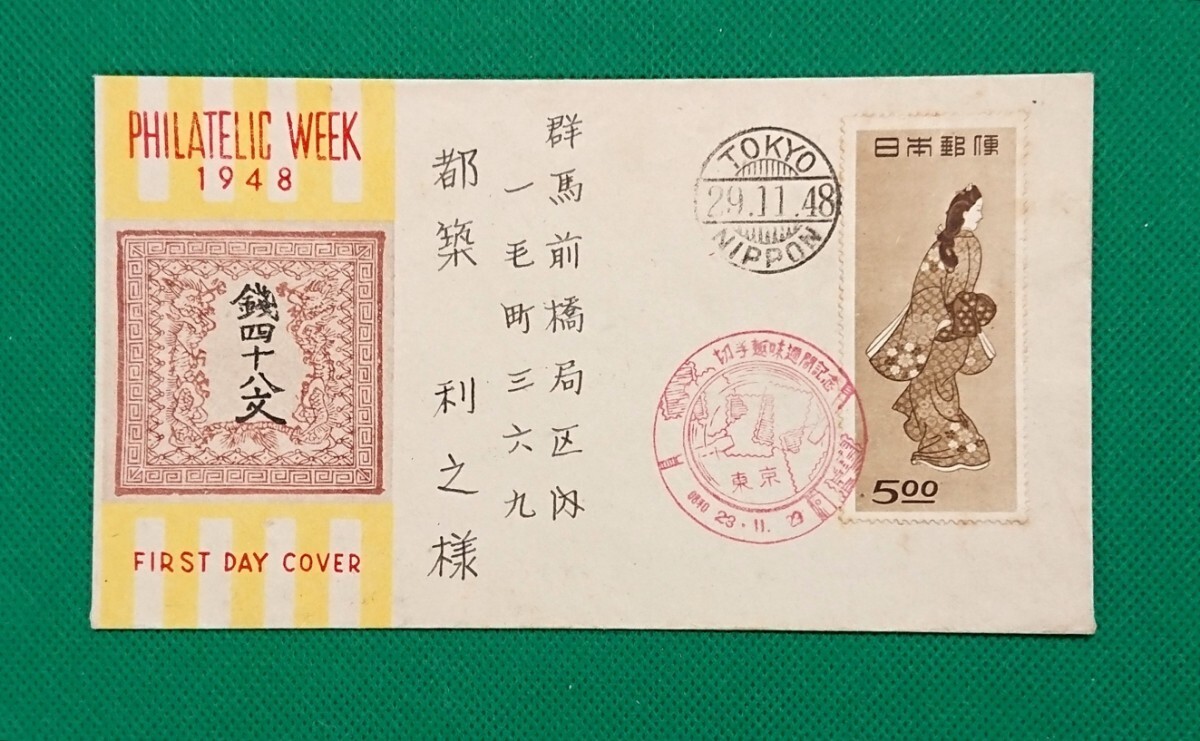 PHILATELIC WEEK
1948
錢四十八文
FIRST DAY COVER
群馬前橋局区内
一毛町三六九
都築 利之様
TOKYO
29.11.48
NIPPON
切手趣味週間記念
東京
23.11.29
日本郵便
5.00